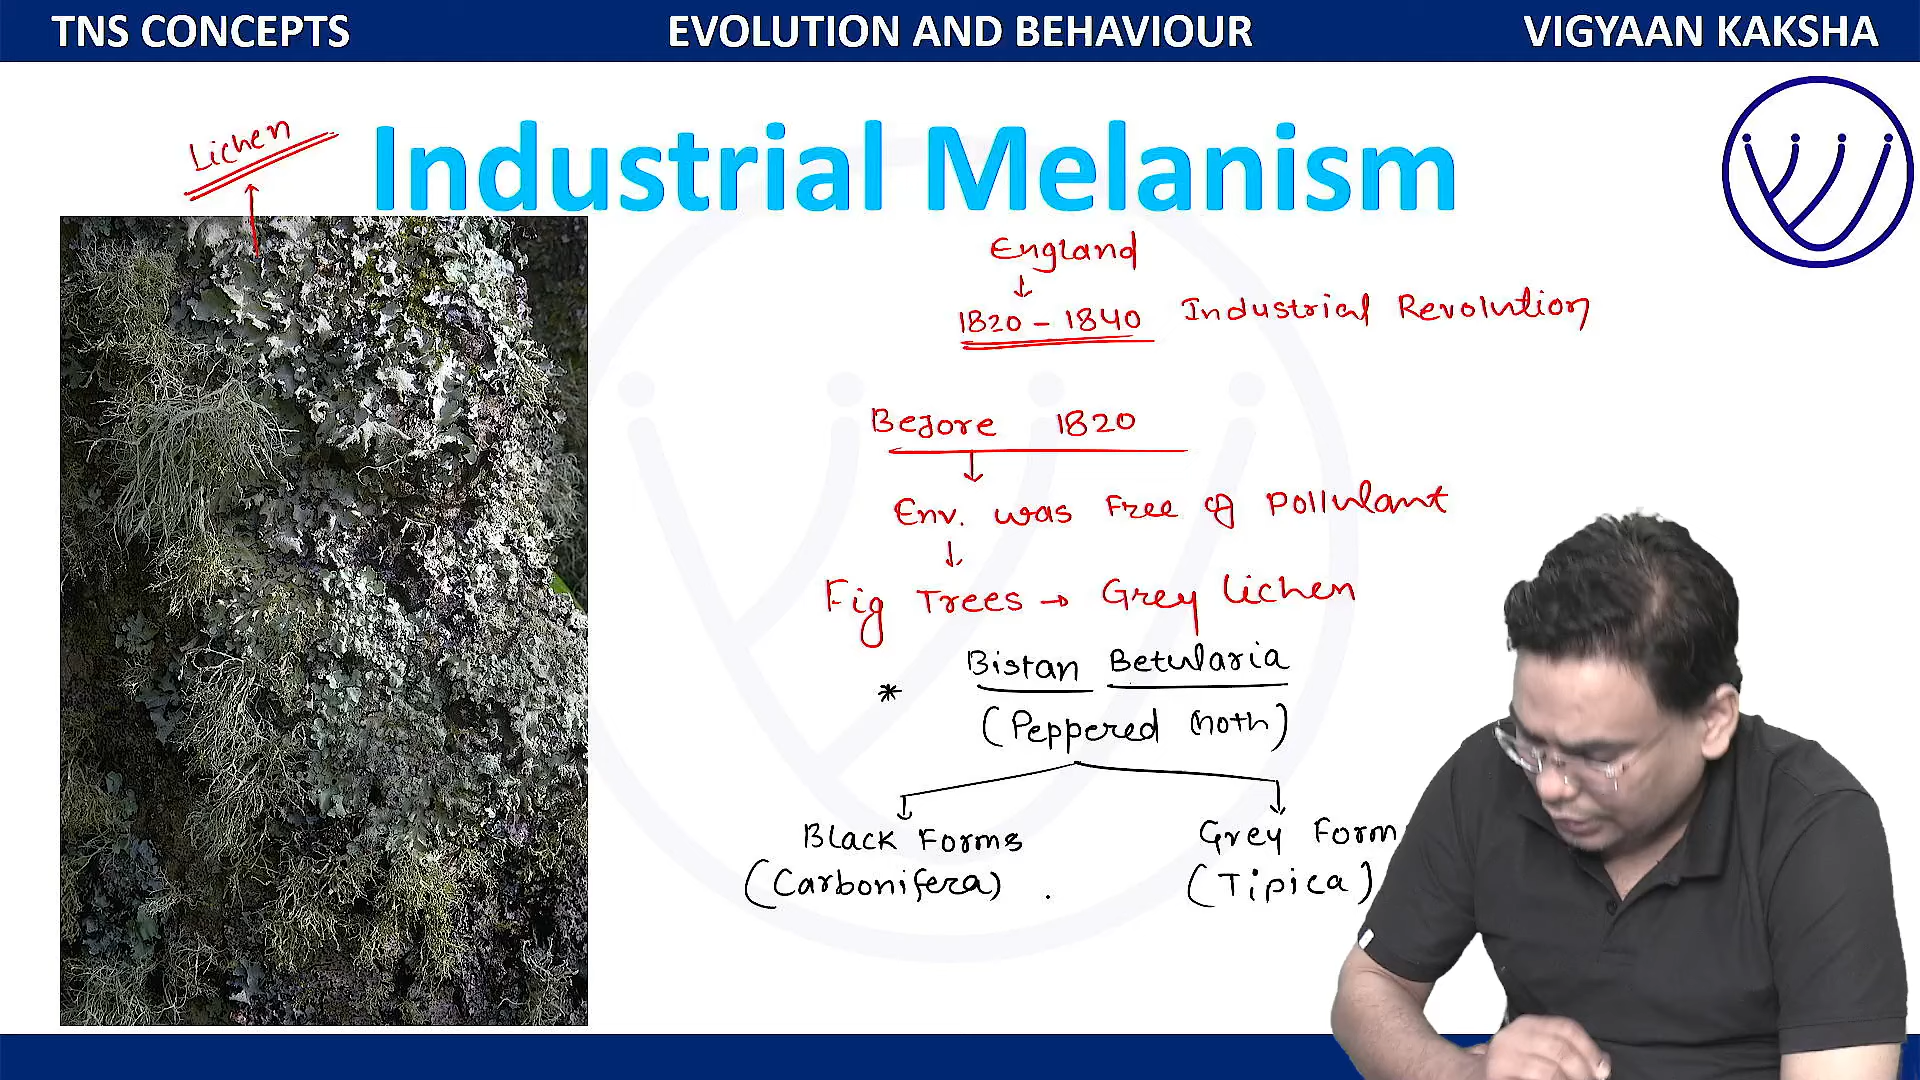 TNS CONCEPTS
EVOLUTION AND BEHAVIOUR
VIGYAAN KAKSHA
Industrial Melanism
Lichen
England
1820 - 1840 Industrial Revolution
Before 1820
Env. was Free of Pollutant
Fig Trees → Grey lichen
* Bistan Betularia
(Peppered Moth)
Black Forms
(Carbonifera)
Grey Form
(Tipica)